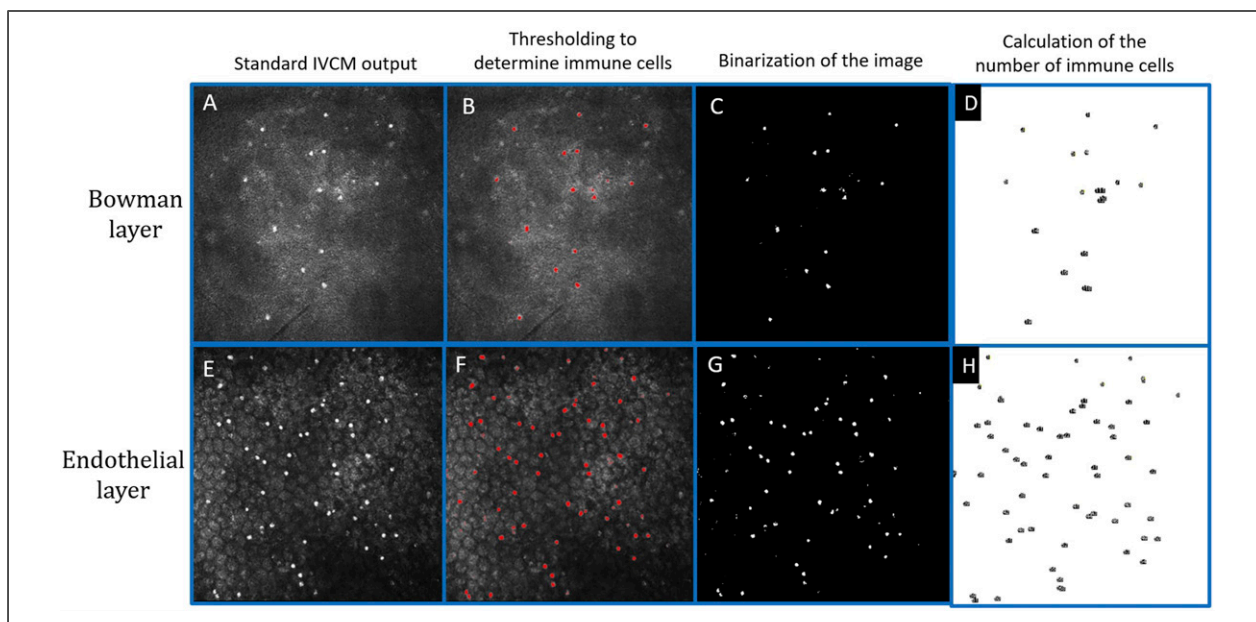 Standard IVCM output
Thresholding to
determine immune cells
Binarization of the image
Calculation of the
number of immune cells
Bowman
layer
A
B
C
D
Endothelial
layer
E
F
G
H